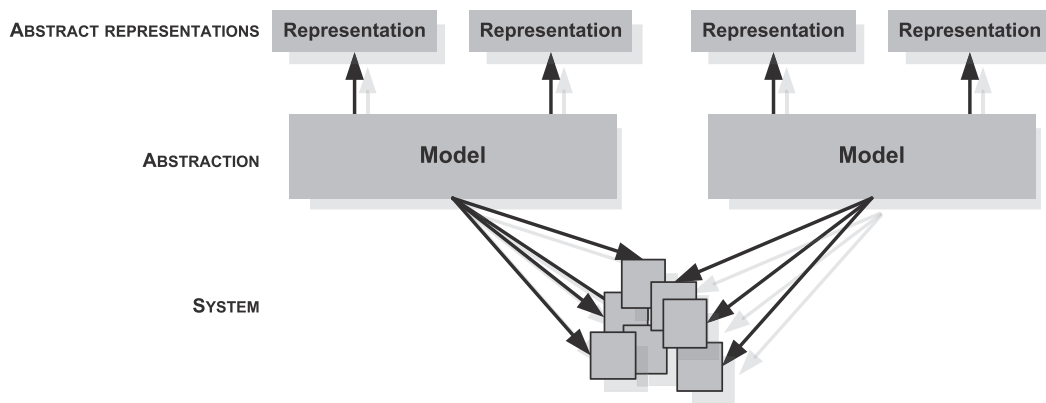 ABSTRACT REPRESENTATIONS
Representation
Representation
Representation
Representation
ABSTRACTION
Model
Model
SYSTEM